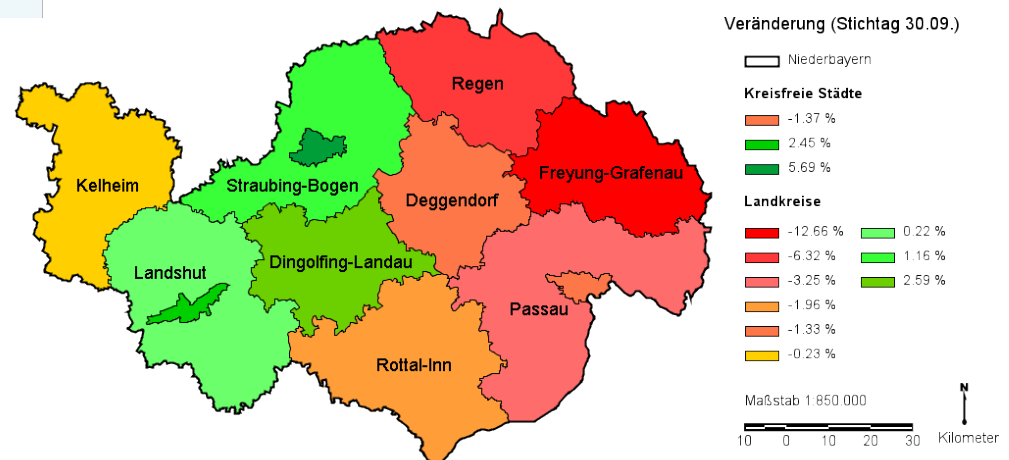 Veränderung (Stichtag 30.09.)
Niederbayern
Kreisfreie Städte
-1.37 %
2.45 %
5.69 %
Landkreise
-12.66 % 0.22 %
-6.32 % 1.16 %
-3.25 % 2.59 %
-1.96 %
-1.33 %
-0.23 %
Maßstab 1:850.000
N
10 0 10 20 30 Kilometer
Regen
Freyung-Grafenau
Kelheim
Straubing-Bogen
Deggendorf
Landshut
Dingolfing-Landau
Passau
Rottal-Inn